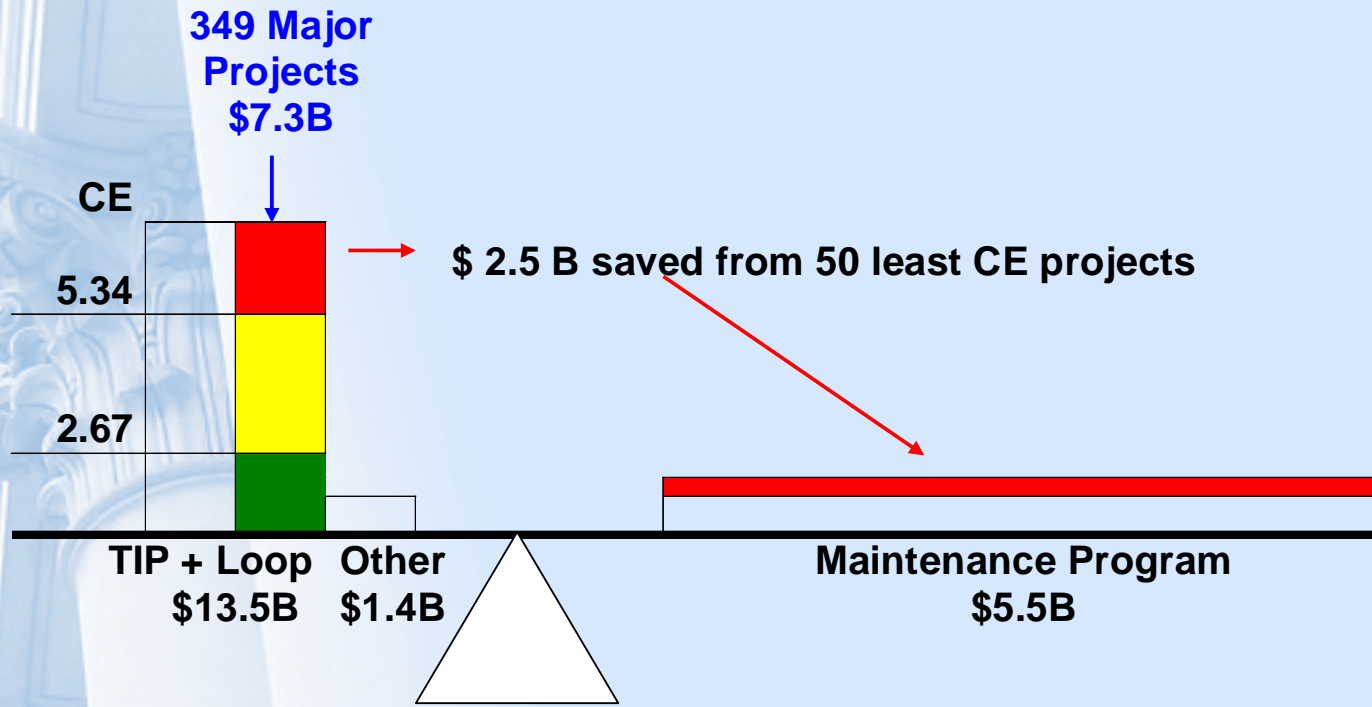 349 Major
Projects
$7.3B
CE
$ 2.5 B saved from 50 least CE projects
5.34
2.67
TIP + Loop Other Maintenance Program
$13.5B $1.4B $5.5B